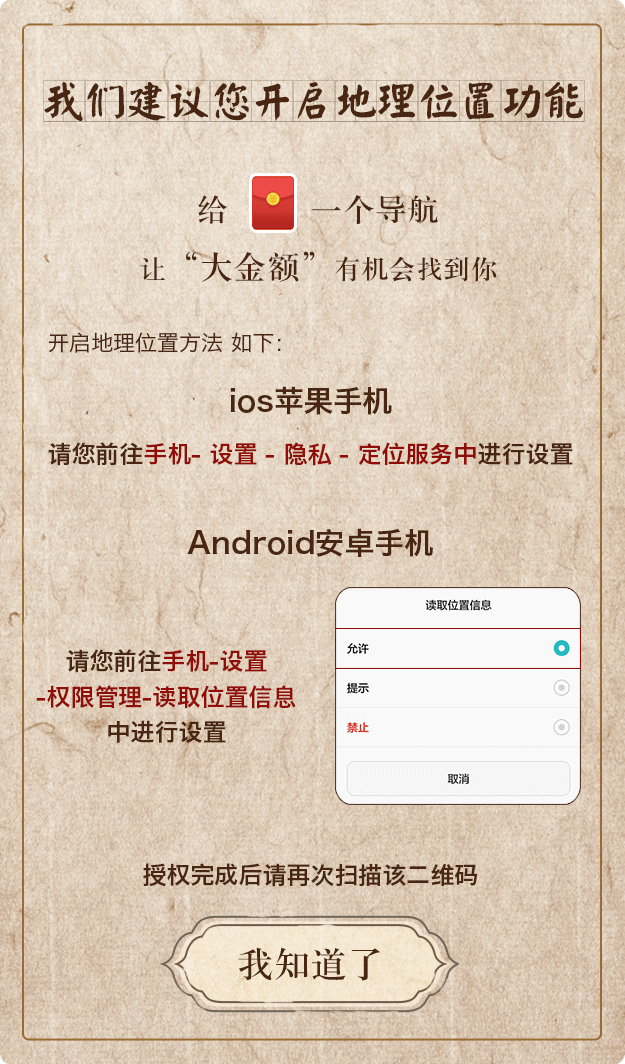 我们建议您开启地理位置功能
给 一个导航
让“大金额”有机会找到你
开启地理位置方法 如下:
ios苹果手机
请您前往手机- 设置 - 隐私 - 定位服务中进行设置
Android安卓手机
请您前往手机-设置
-权限管理-读取位置信息
中进行设置
读取位置信息
允许
提示
禁止
取消
授权完成后请再次扫描该二维码
我知道了